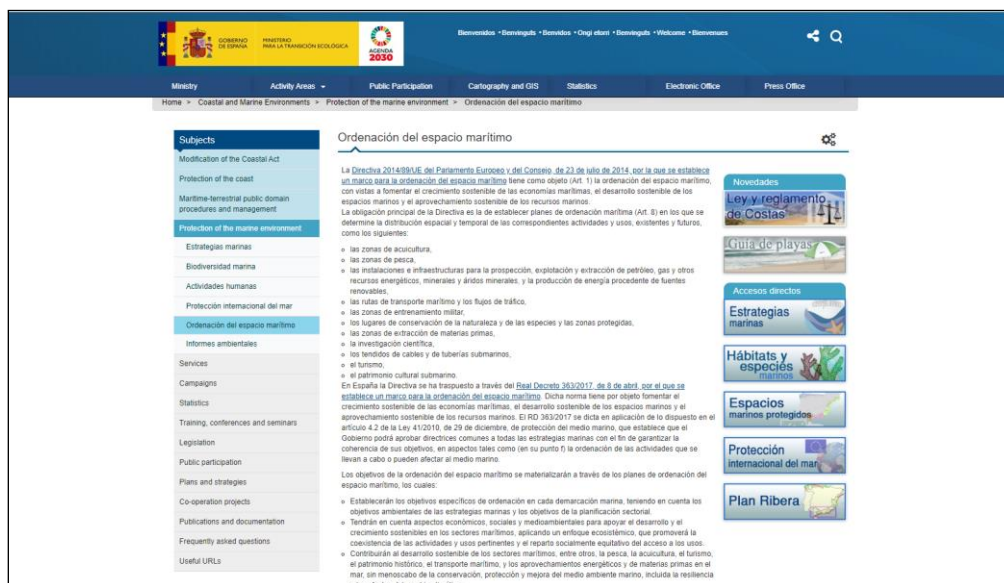 GOBIERNO
DE ESPAÑA
MINISTERIO
PARA LA TRANSICIÓN ECOLÓGICA
AGENDA
2030
Bienvenidos • Benvinguts • Benvidos • Ongi etorri • Benvinguts • Welcome • Bienvenues
Ministry
Activity Areas
Public Participation
Cartography and GIS
Statistics
Electronic Office
Press Office
Home > Coastal and Marine Environments > Protection of the marine environment > Ordenación del espacio marítimo
Subjects
Modification of the Coastal Act
Protection of the coast
Maritime-terrestrial public domain
procedures and management
Protection of the marine environment
Estrategias marinas
Biodiversidad marina
Actividades humanas
Protección internacional del mar
Ordenación del espacio marítimo
Informes ambientales
Services
Campaigns
Statistics
Training, conferences and seminars
Legislation
Public participation
Plans and strategies
Co-operation projects
Publications and documentation
Frequently asked questions
Useful URLs
Ordenación del espacio marítimo
La Directiva 2014/89/UE del Parlamento Europeo y del Consejo, de 23 de julio de 2014, por la que se establece
un marco para la ordenación del espacio marítimo tiene como objeto (Art. 1) la ordenación del espacio marítimo,
con vistas a fomentar el crecimiento sostenible de las economías marítimas, el desarrollo sostenible de los
espacios marinos y el aprovechamiento sostenible de los recursos marinos.
La obligación principal de la Directiva es la de establecer planes de ordenación marítima (Art. 8) en los que se
determine la distribución espacial y temporal de las correspondientes actividades y usos, existentes y futuros,
como los siguientes:
las zonas de acuicultura,
las zonas de pesca,
las instalaciones e infraestructuras para la prospección, explotación y extracción de petróleo, gas y otros
recursos energéticos, minerales y áridos minerales, y la producción de energía procedente de fuentes
renovables,
las rutas de transporte marítimo y los flujos de tráfico,
las zonas de entrenamiento militar,
los lugares de conservación de la naturaleza y de las especies y las zonas protegidas,
las zonas de extracción de materias primas,
la investigación científica,
los tendidos de cables y de tuberías submarinos,
el turismo,
el patrimonio cultural submarino.
En España la Directiva se ha traspuesto a través del Real Decreto 363/2017, de 8 de abril, por el que se
establece un marco para la ordenación del espacio marítimo. Dicha norma tiene por objeto fomentar el
crecimiento sostenible de las economías marítimas, el desarrollo sostenible de los espacios marinos y el
aprovechamiento sostenible de los recursos marinos. El RD 363/2017 se dicta en aplicación de lo dispuesto en el
artículo 4.2 de la Ley 41/2010, de 29 de diciembre, de protección del medio marino, que establece que el
Gobierno podrá aprobar directrices comunes a todas las estrategias marinas con el fin de garantizar la
coherencia de sus objetivos, en aspectos tales como (en su punto f) la ordenación de las actividades que se
llevan a cabo o pueden afectar al medio marino.
Los objetivos de la ordenación del espacio marítimo se materializarán a través de los planes de ordenación del
espacio marítimo, los cuales:
Establecerán los objetivos específicos de ordenación en cada demarcación marina, teniendo en cuenta los
objetivos ambientales de las estrategias marinas y los objetivos de la planificación sectorial.
Tendrán en cuenta aspectos económicos, sociales y medioambientales para apoyar el desarrollo y el
crecimiento sostenibles en los sectores marítimos, aplicando un enfoque ecosistémico, que promoverá la
coexistencia de las actividades y usos pertinentes y el reparto socialmente equitativo del acceso a los usos.
Contribuirán al desarrollo sostenible de los sectores marítimos, entre otros, la pesca, la acuicultura, el turismo,
el patrimonio histórico, el transporte marítimo, y los aprovechamientos energéticos y de materias primas en el
mar, sin menoscabo de la conservación, protección y mejora del medio ambiente marino, incluida la resiliencia
Novedades
Ley y reglamento
de Costas
Guía de playas
Accesos directos
Estrategias
marinas
Hábitats y
especies
marinos
Espacios
marinos protegidos
Protección
internacional del mar
Plan Ribera